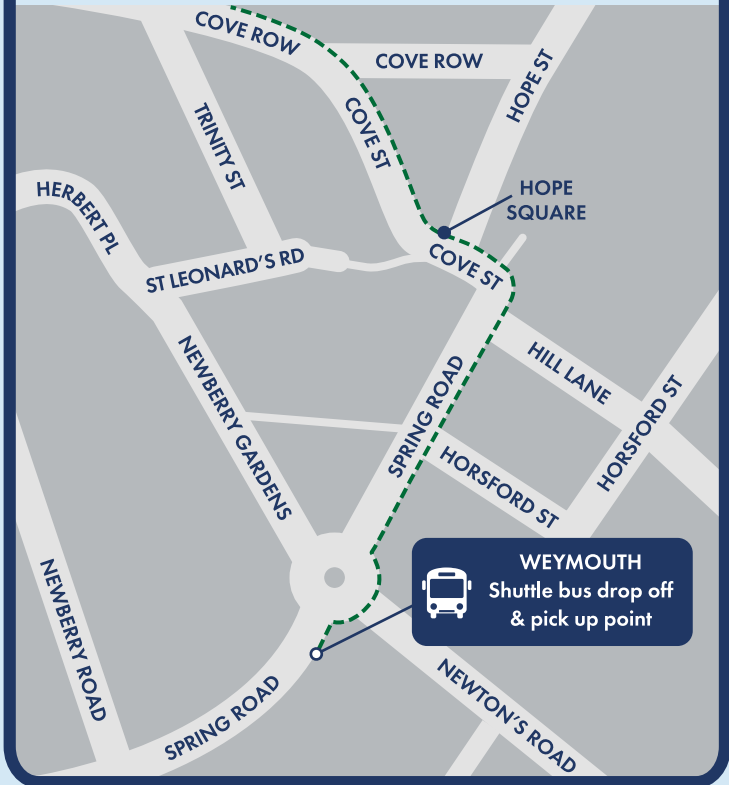 COVE ROW
COVE ROW
HOPE ST
TRINITY ST
COVE ST
HERBERT PL
HOPE
SQUARE
ST LEONARD'S RD
COVE ST
NEWBERRY GARDENS
HILL LANE
SPRING ROAD
HORSFORD ST
HORSFORD ST
WEYMOUTH
Shuttle bus drop off
& pick up point
NEWBERRY ROAD
SPRING ROAD
NEWTON'S ROAD